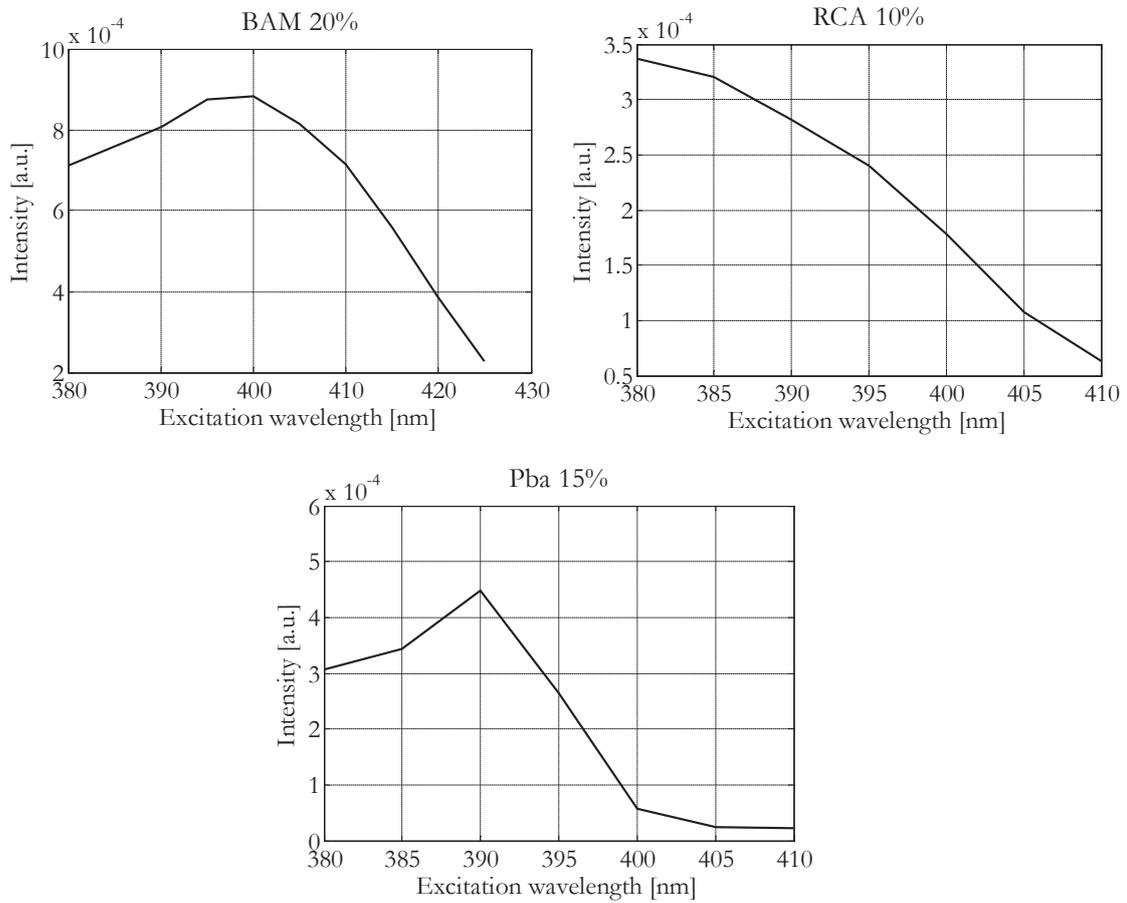 BAM 20%
x 10-4
10
8
6
4
2
Intensity [a.u.]
380 390 400 410 420 430
Excitation wavelength [nm]
RCA 10%
x 10-4
3.5
3
2.5
2
1.5
1
0.5
Intensity [a.u.]
380 385 390 395 400 405 410
Excitation wavelength [nm]
Pba 15%
x 10-4
6
5
4
3
2
1
0
Intensity [a.u.]
380 385 390 395 400 405 410
Excitation wavelength [nm]